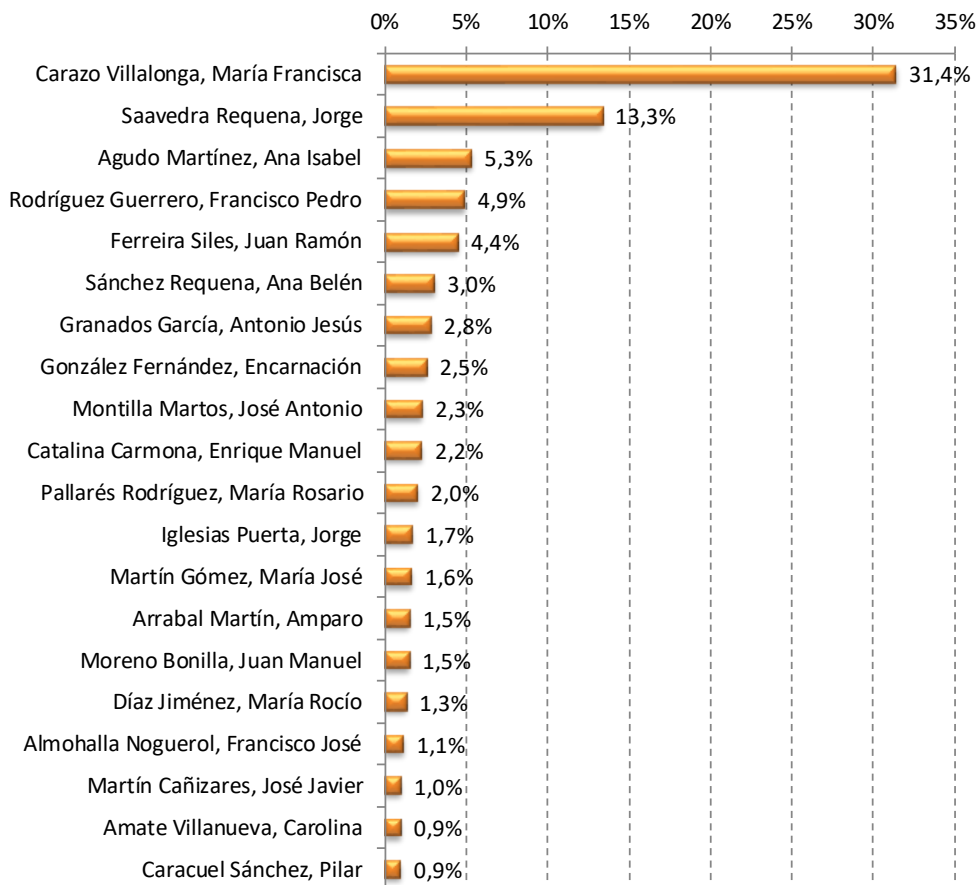 0% 5% 10% 15% 20% 25% 30% 35%
Carazo Villalonga, María Francisca 31,4%
Saavedra Requena, Jorge 13,3%
Agudo Martínez, Ana Isabel 5,3%
Rodríguez Guerrero, Francisco Pedro 4,9%
Ferreira Siles, Juan Ramón 4,4%
Sánchez Requena, Ana Belén 3,0%
Granados García, Antonio Jesús 2,8%
González Fernández, Encarnación 2,5%
Montilla Martos, José Antonio 2,3%
Catalina Carmona, Enrique Manuel 2,2%
Pallarés Rodríguez, María Rosario 2,0%
Iglesias Puerta, Jorge 1,7%
Martín Gómez, María José 1,6%
Arrabal Martín, Amparo 1,5%
Moreno Bonilla, Juan Manuel 1,5%
Díaz Jiménez, María Rocío 1,3%
Almohalla Noguerol, Francisco José 1,1%
Martín Cañizares, José Javier 1,0%
Amate Villanueva, Carolina 0,9%
Caracuel Sánchez, Pilar 0,9%